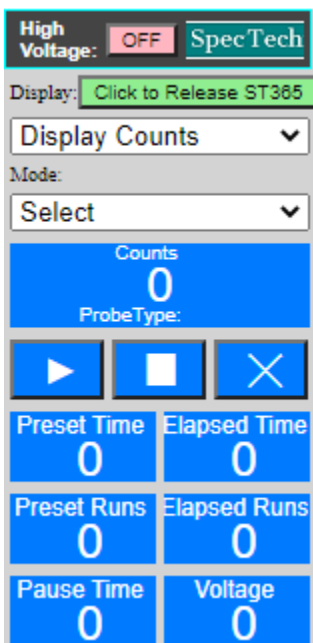 High
Voltage:
OFF
SpecTech
Display:
Click to Release ST365
Display Counts
Mode:
Select
Counts
0
ProbeType:
Preset Time
0
Elapsed Time
0
Preset Runs
0
Elapsed Runs
0
Pause Time
0
Voltage
0